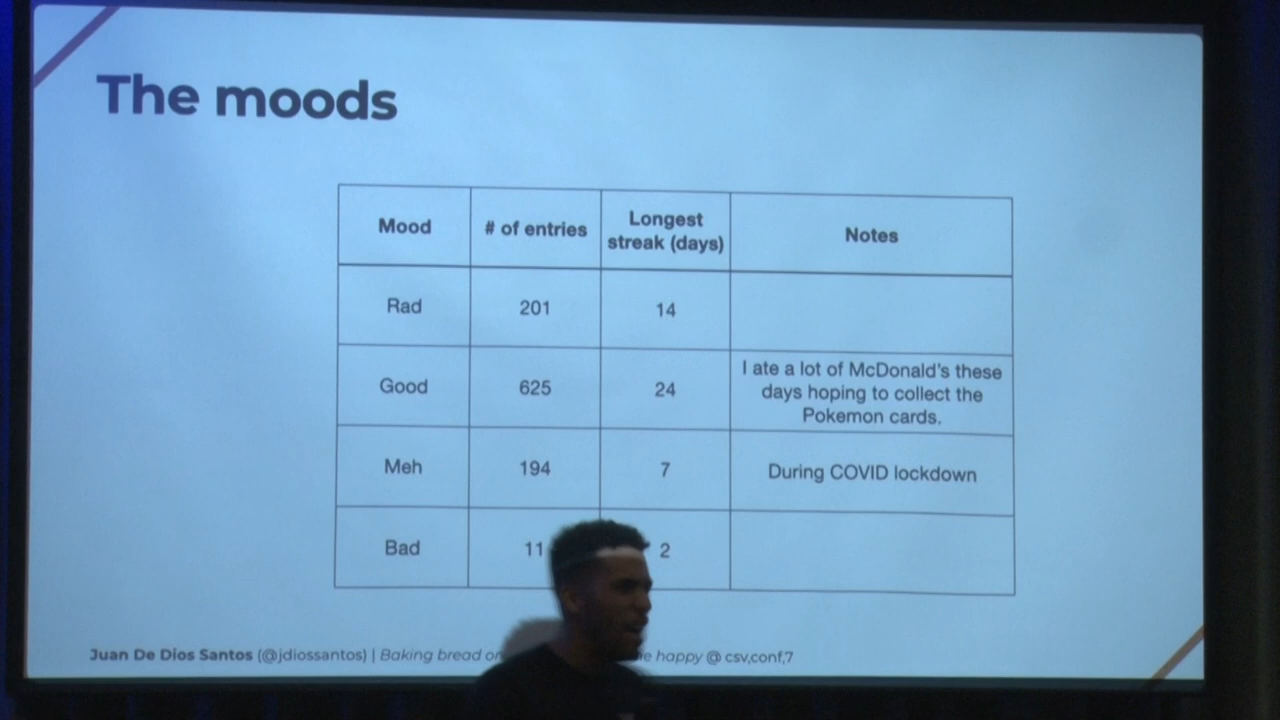 The moods
Mood
# of entries
Longest
streak (days)
Notes
Rad
201
14
Good
625
24
I ate a lot of McDonald's these
days hoping to collect the
Pokemon cards.
Meh
194
7
During COVID lockdown
Bad
11
2
Juan De Dios Santos (@jdiossantos) | Baking bread happy @ csv,conf,7